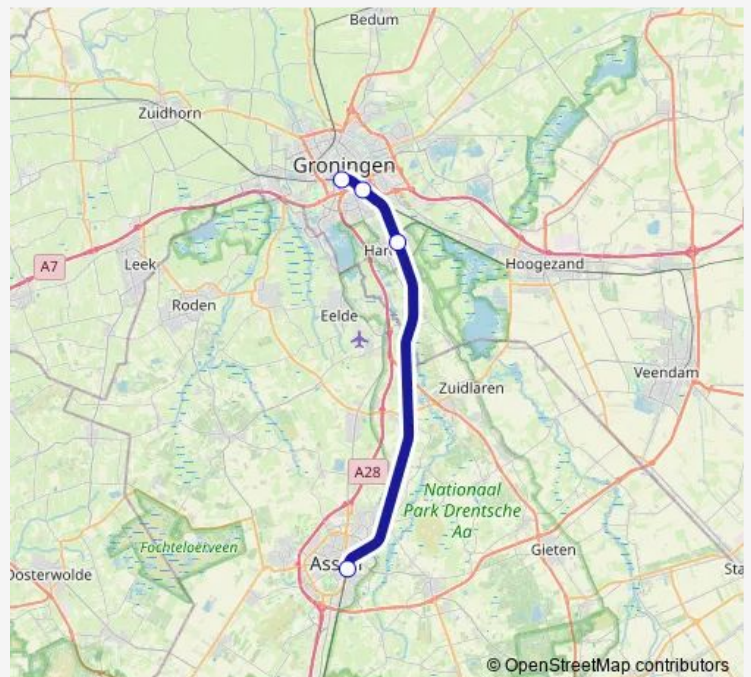 Bedum
Zuidhorn
Groningen
A7
Leek
Hoogezand
Roden
Eelde
Veendam
Zuidlaren
A28
Nationaal
Park Drentsche
Aa
Fochteloerveen
Gieten
Oosterwolde
© OpenStreetMap contributors